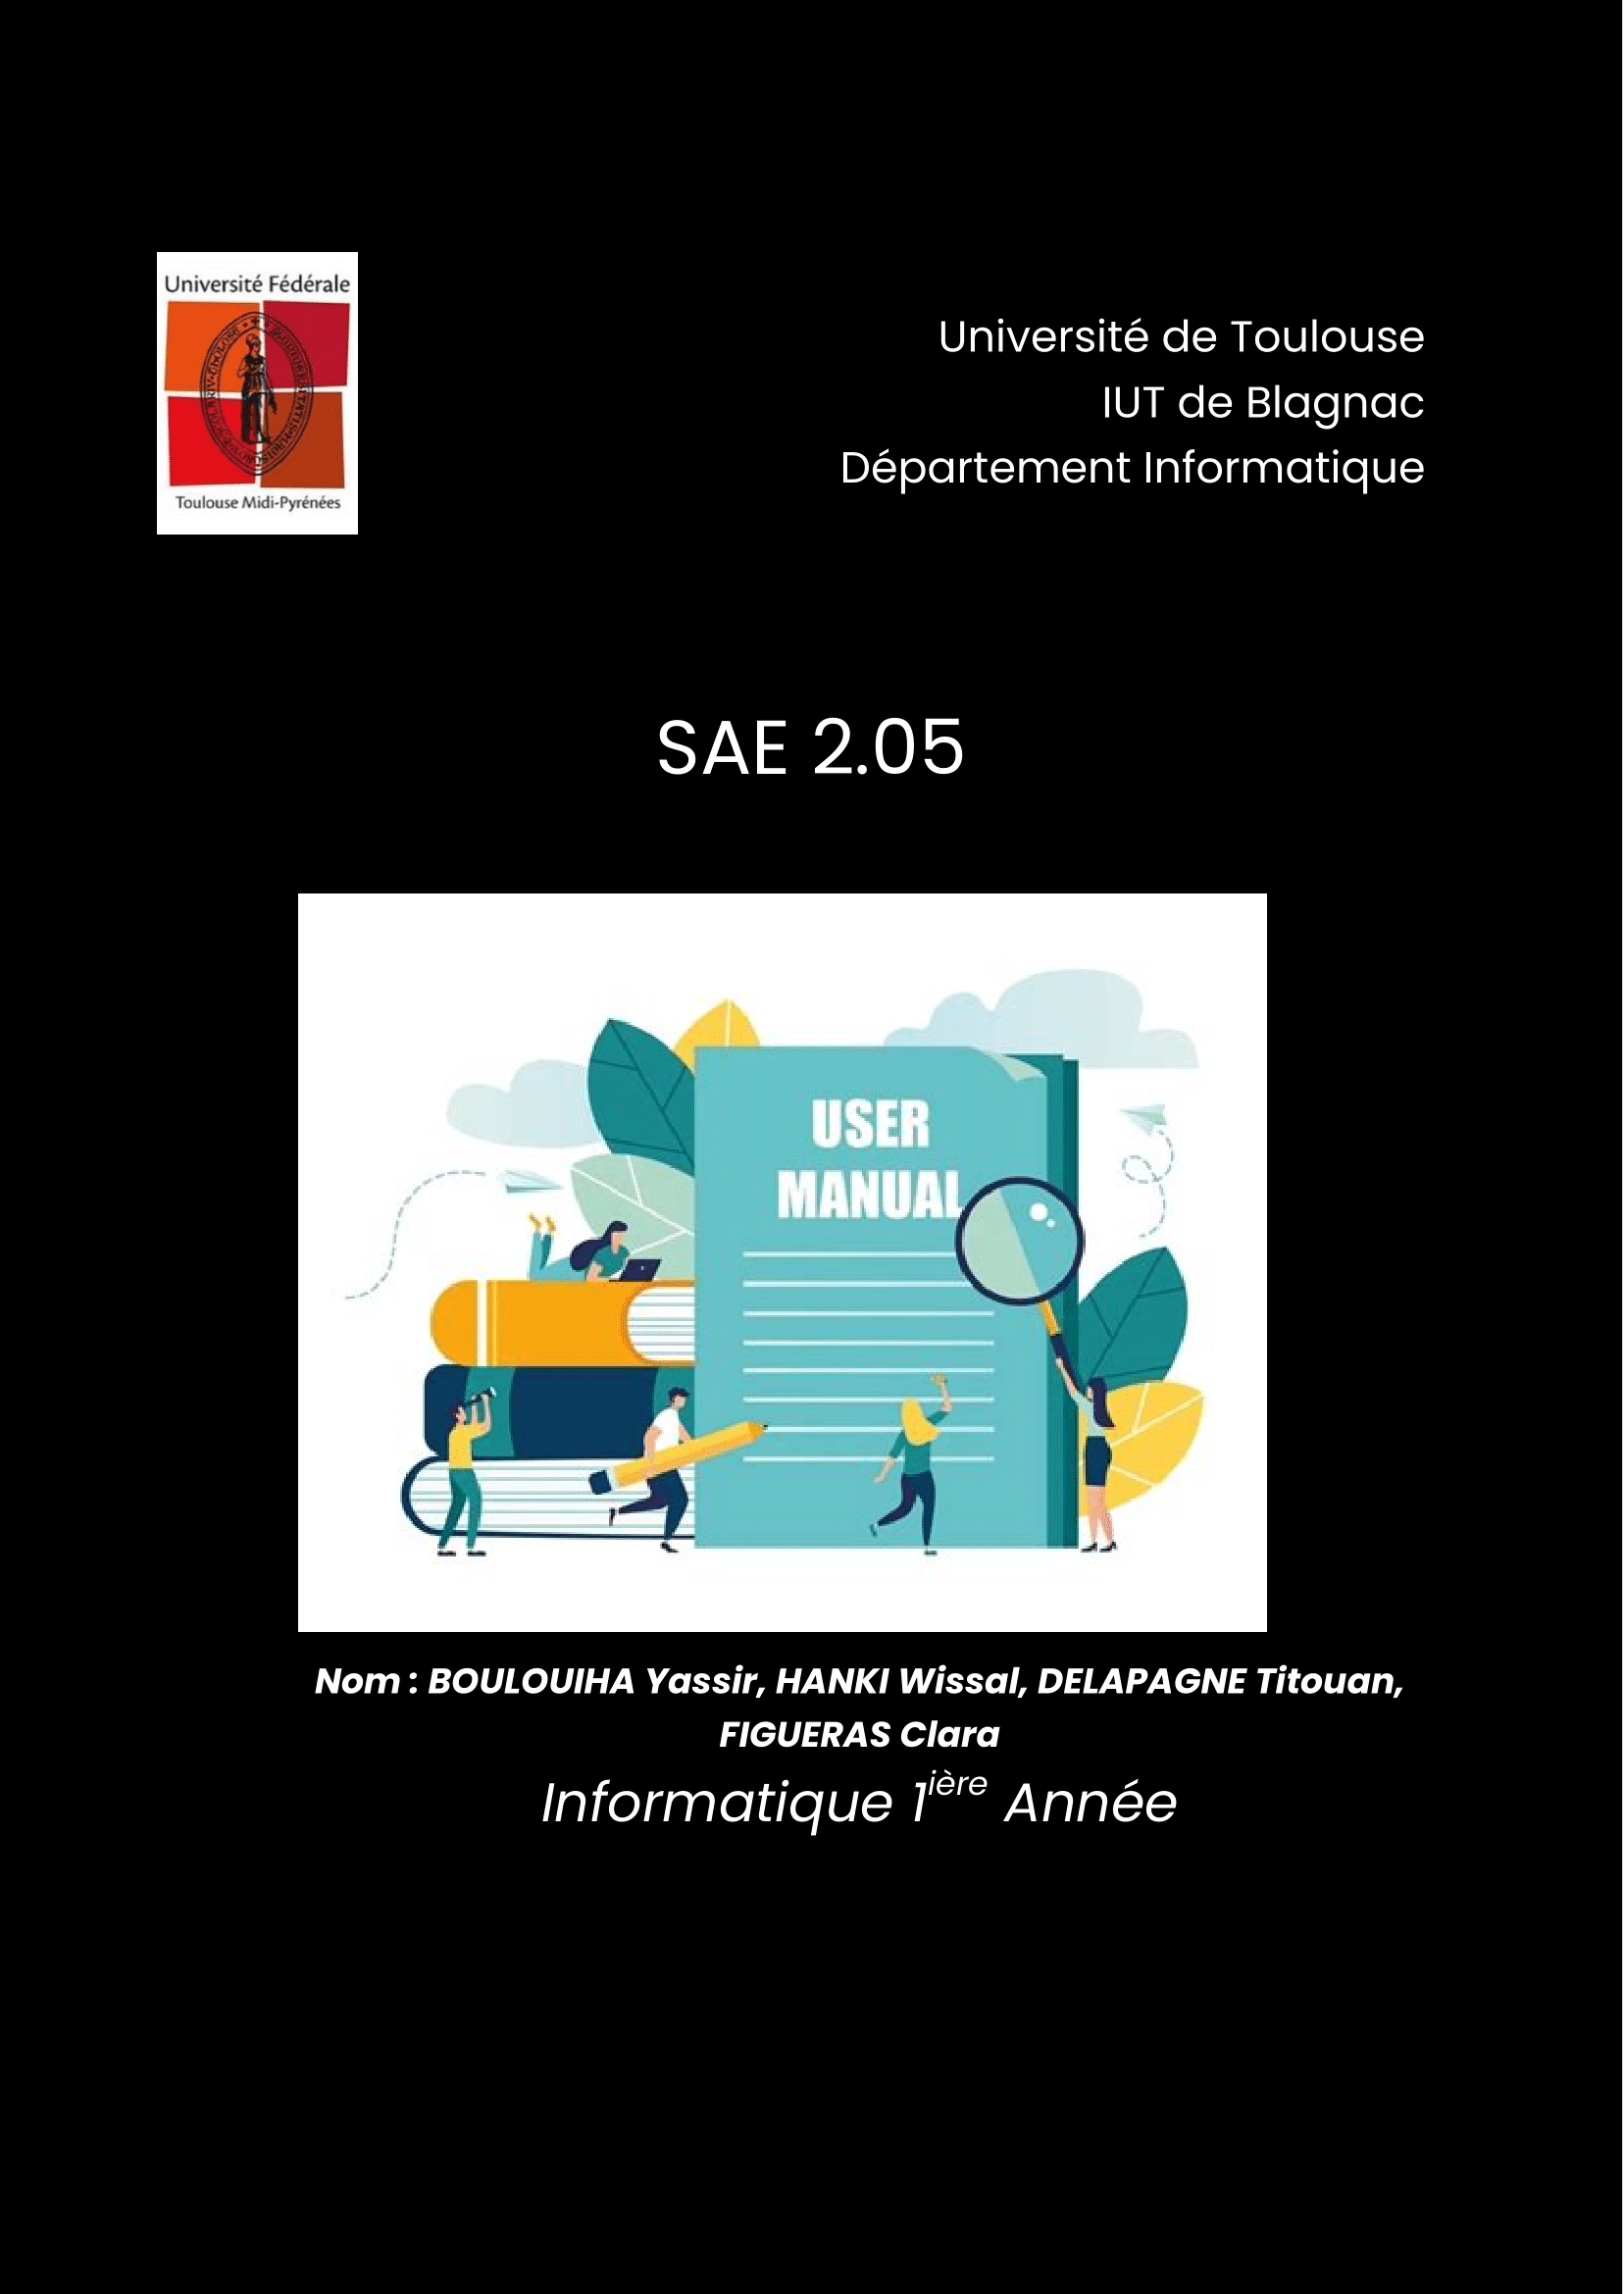 Université Fédérale
Toulouse Midi-Pyrénées
Université de Toulouse
IUT de Blagnac
Département Informatique
SAE 2.05
USER
MANUAL
Nom : BOULOUIHA Yassir, HANKI Wissal, DELAPAGNE Titouan,
FIGUERAS Clara
Informatique 1ière Année